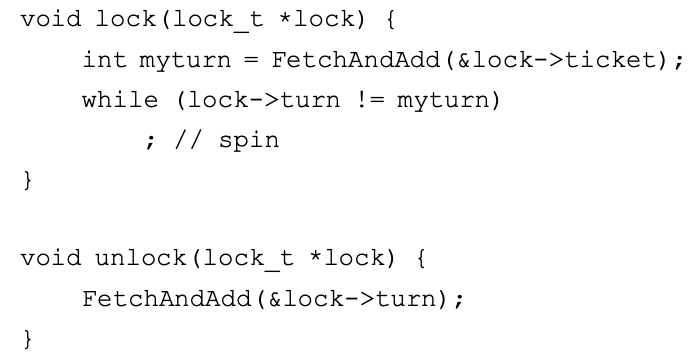 void lock(lock_t *lock) {
    int myturn = FetchAndAdd(&lock->ticket);
    while (lock->turn != myturn)
        ; // spin
}

void unlock(lock_t *lock) {
    FetchAndAdd(&lock->turn);
}